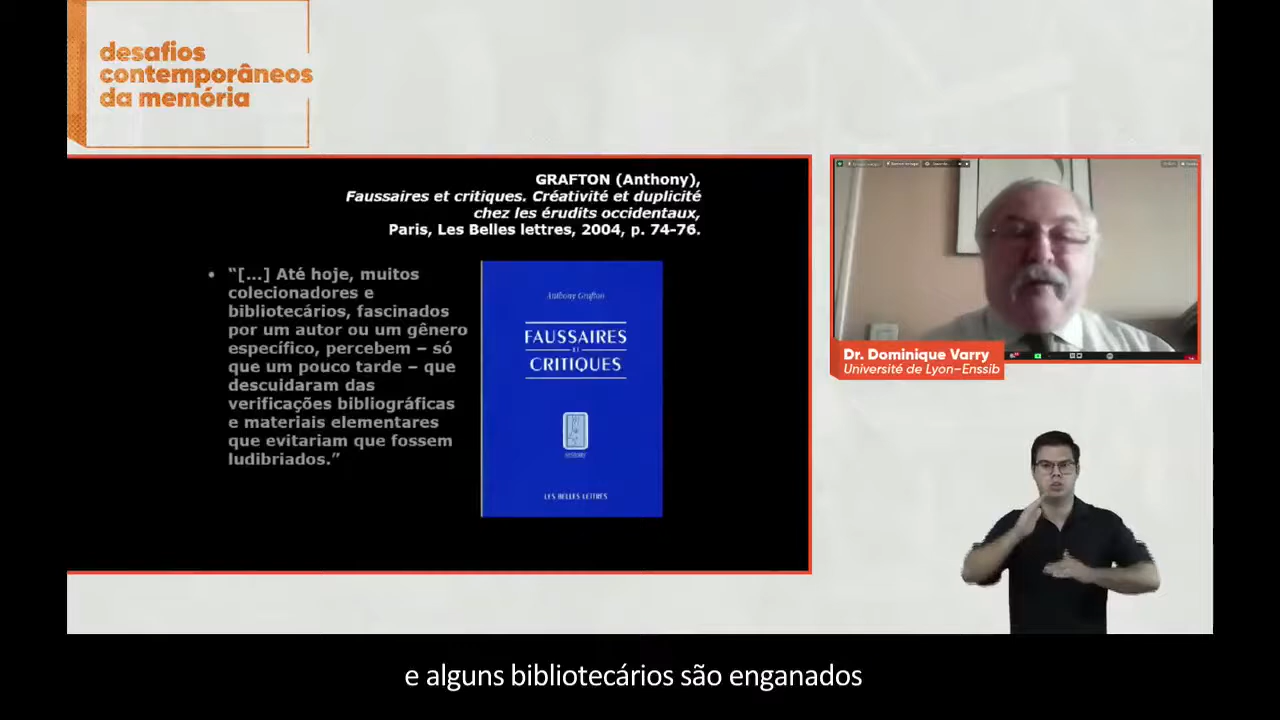 desafios
contemporâneos
da memória
GRAFTON (Anthony),
Faussaires et critiques. Créativité et duplicité
chez les érudits occidentaux,
Paris, Les Belles lettres, 2004, p. 74-76.
• “[...] Até hoje, muitos
colecionadores e
bibliotecários, fascinados
por um autor ou um gênero
específico, percebem – só
que um pouco tarde – que
descuidaram das
verificações bibliográficas
e materiais elementares
que evitariam que fossem
ludibriados.”
Anthony Grafton
FAUSSAIRES
ET
CRITIQUES
LES BELLES LETTRES
Dr. Dominique Varry
Université de Lyon–Enssib
e alguns bibliotecários são enganados